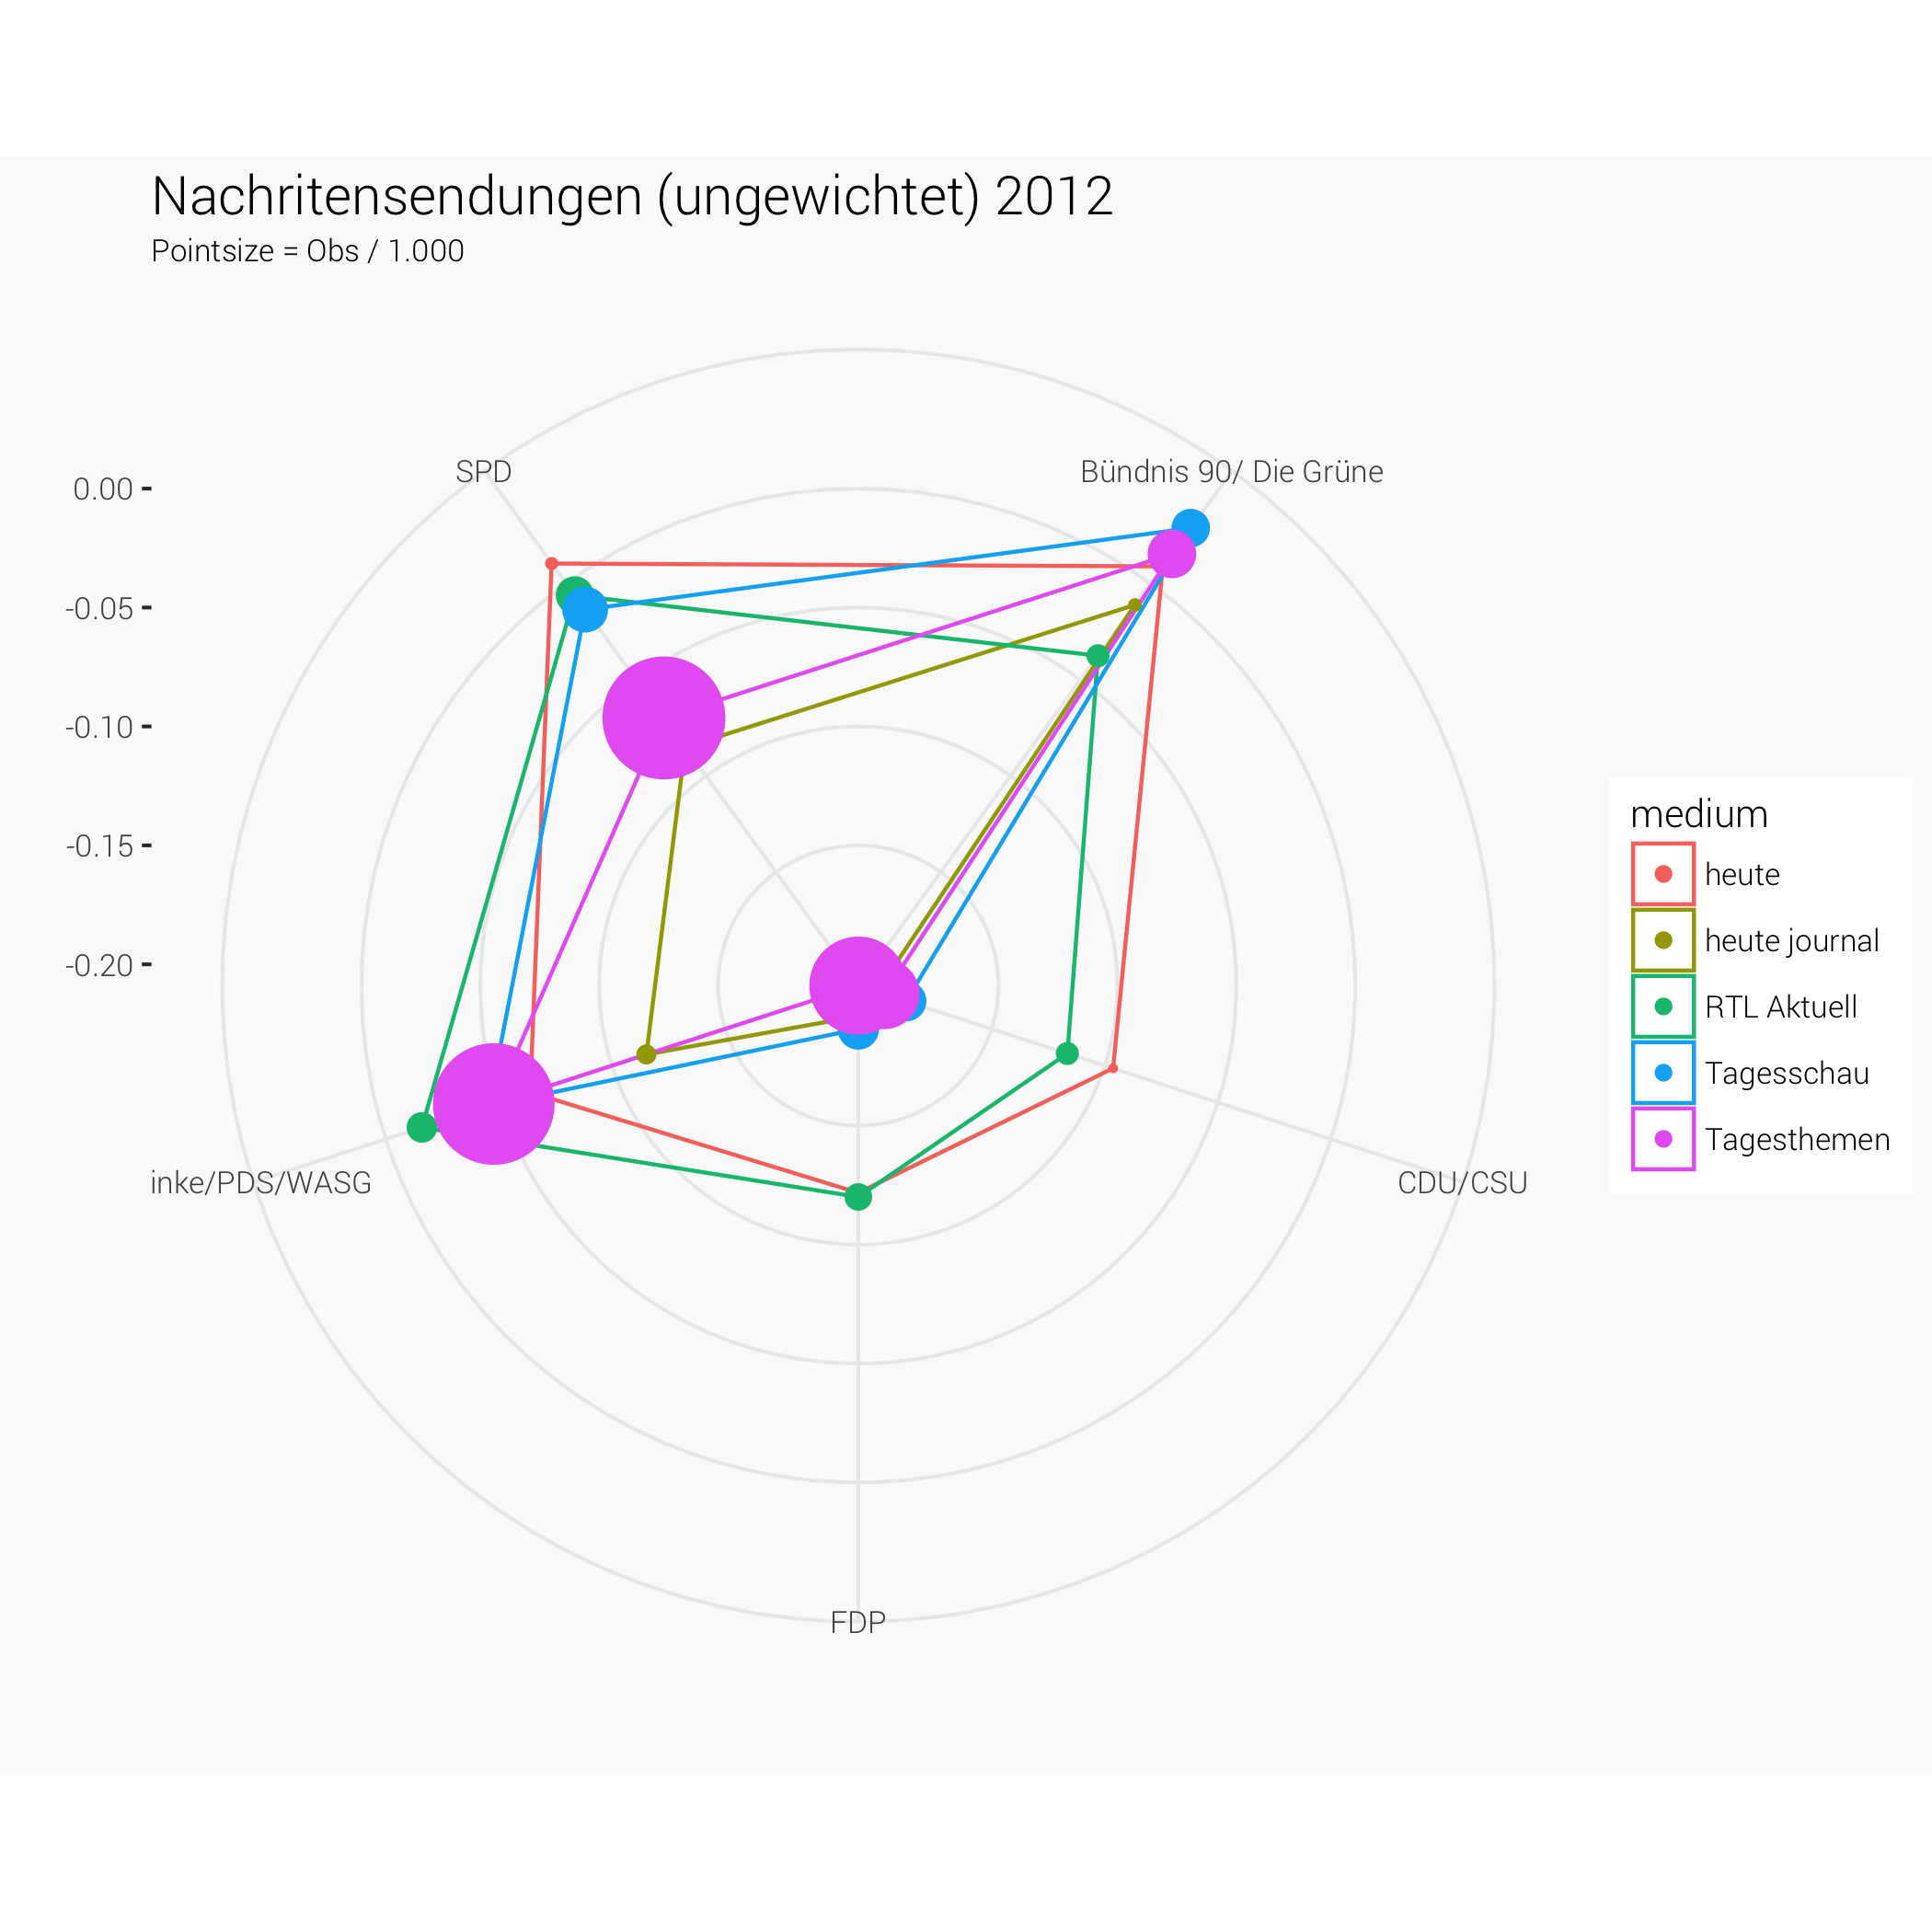 Nachritensendungen (ungewichtet) 2012
Pointsize = Obs / 1.000
SPD
Bündnis 90/ Die Grüne
0.00
-0.05
-0.10
-0.15
-0.20
inke/PDS/WASG
CDU/CSU
FDP
medium
heute
heute journal
RTL Aktuell
Tagesschau
Tagesthemen